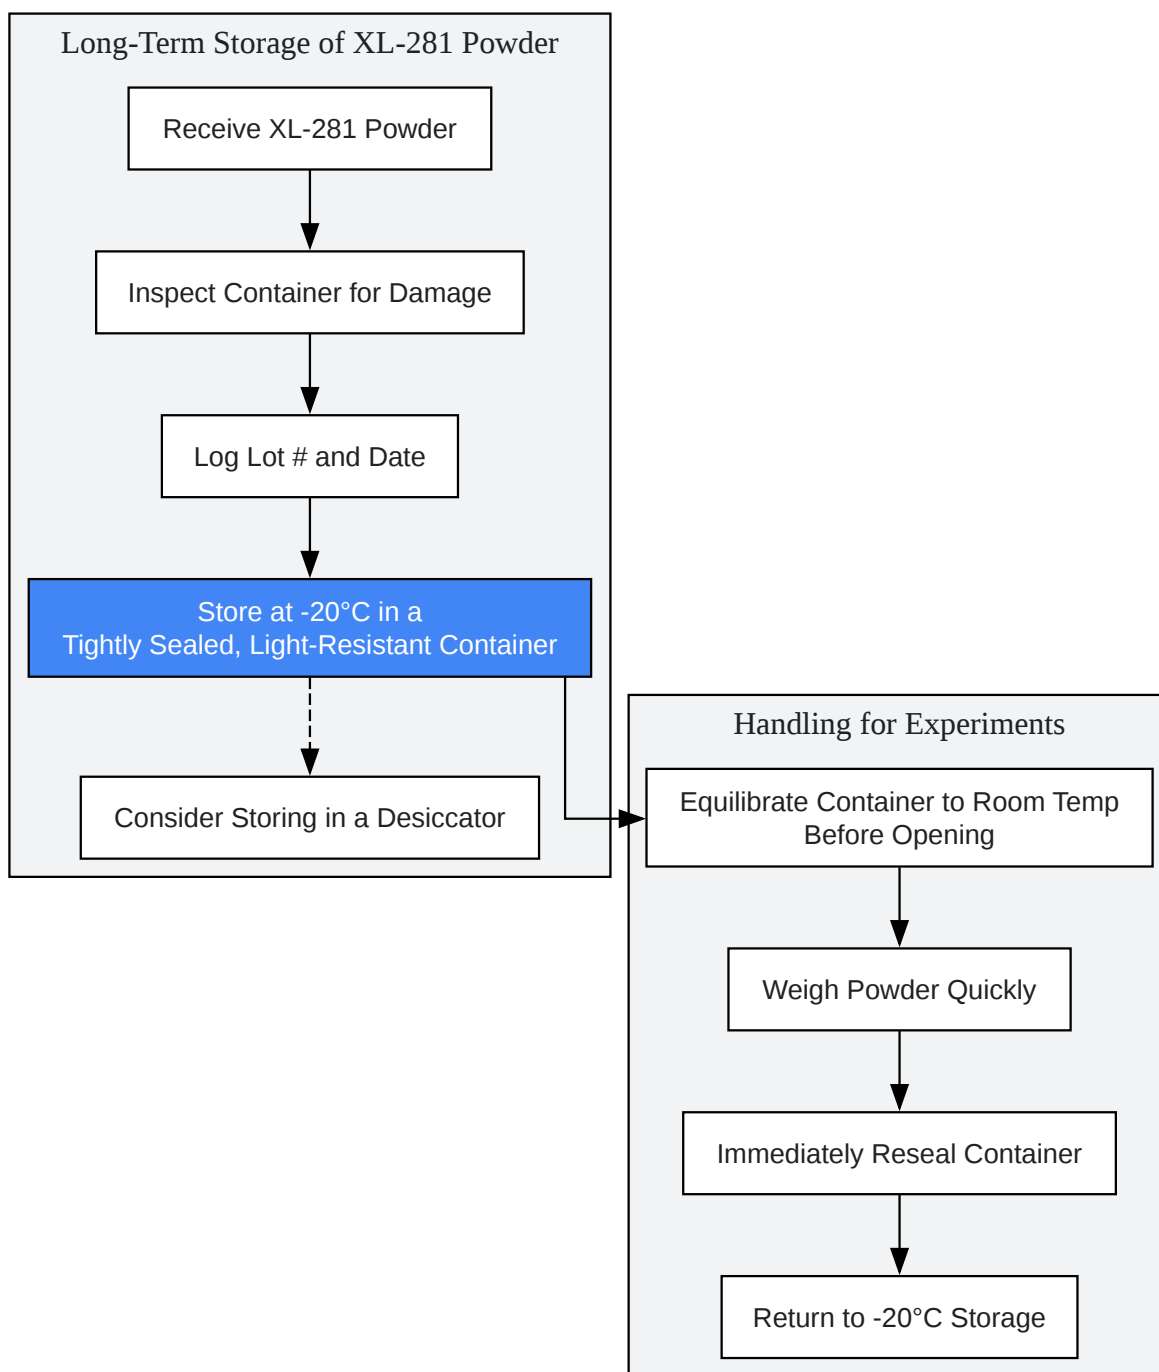 Long-Term Storage of XL-281 Powder
Receive XL-281 Powder
Inspect Container for Damage
Log Lot # and Date
Store at -20°C in a
Tightly Sealed, Light-Resistant Container
Consider Storing in a Desiccator
Handling for Experiments
Equilibrate Container to Room Temp
Before Opening
Weigh Powder Quickly
Immediately Reseal Container
Return to -20°C Storage